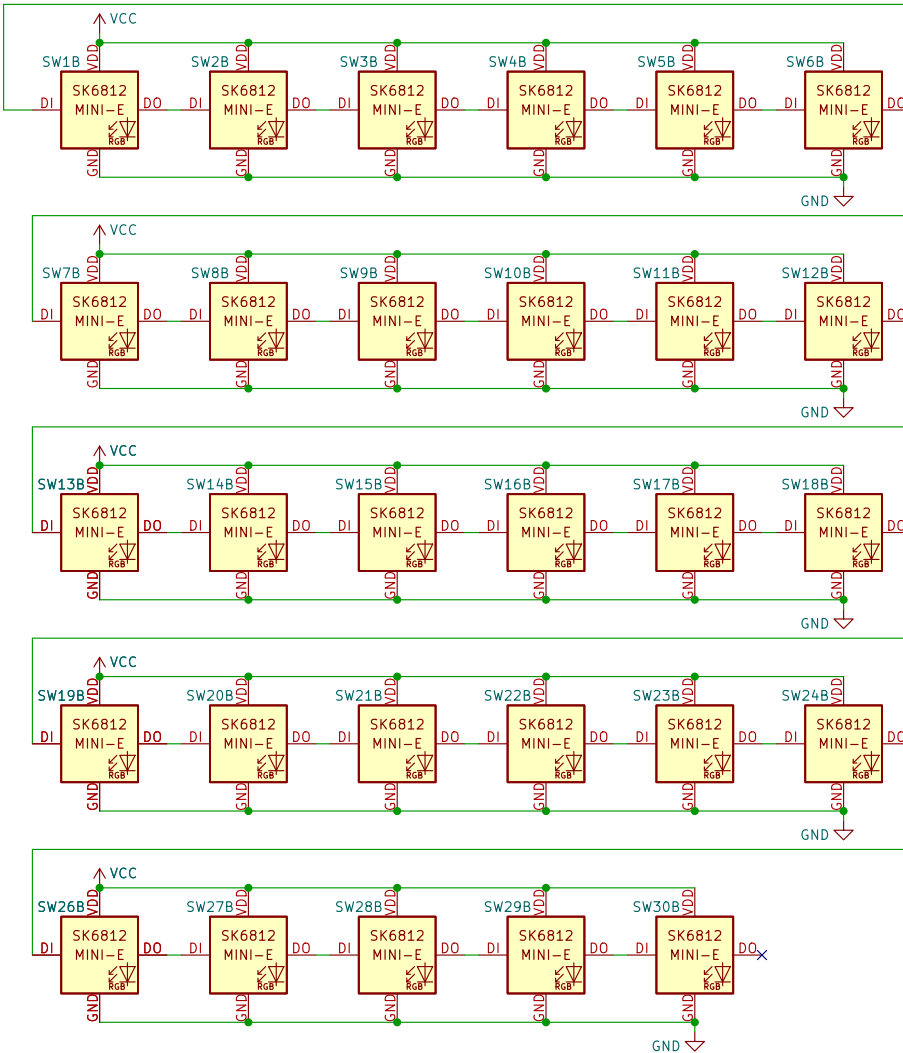 VCC
SW1B VDD SW2B VDD SW3B VDD SW4B VDD SW5B VDD SW6B VDD
SK6812 SK6812 SK6812 SK6812 SK6812 SK6812
DI MINI-E DO DI MINI-E DO DI MINI-E DO DI MINI-E DO DI MINI-E DO DI MINI-E DO
RGB RGB RGB RGB RGB RGB
GND GND GND GND GND GND
GND
VCC
SW7B VDD SW8B VDD SW9B VDD SW10B VDD SW11B VDD SW12B VDD
SK6812 SK6812 SK6812 SK6812 SK6812 SK6812
DI MINI-E DO DI MINI-E DO DI MINI-E DO DI MINI-E DO DI MINI-E DO DI MINI-E DO
RGB RGB RGB RGB RGB RGB
GND GND GND GND GND GND
GND
VCC
SW13B VDD SW14B VDD SW15B VDD SW16B VDD SW17B VDD SW18B VDD
SK6812 SK6812 SK6812 SK6812 SK6812 SK6812
DI MINI-E DO DI MINI-E DO DI MINI-E DO DI MINI-E DO DI MINI-E DO DI MINI-E DO
RGB RGB RGB RGB RGB RGB
GND GND GND GND GND GND
GND
VCC
SW19B VDD SW20B VDD SW21B VDD SW22B VDD SW23B VDD SW24B VDD
SK6812 SK6812 SK6812 SK6812 SK6812 SK6812
DI MINI-E DO DI MINI-E DO DI MINI-E DO DI MINI-E DO DI MINI-E DO DI MINI-E DO
RGB RGB RGB RGB RGB RGB
GND GND GND GND GND GND
GND
VCC
SW26B VDD SW27B VDD SW28B VDD SW29B VDD SW30B VDD
SK6812 SK6812 SK6812 SK6812 SK6812
DI MINI-E DO DI MINI-E DO DI MINI-E DO DI MINI-E DO DI MINI-E DO
RGB RGB RGB RGB RGB
GND GND GND GND GND
GND